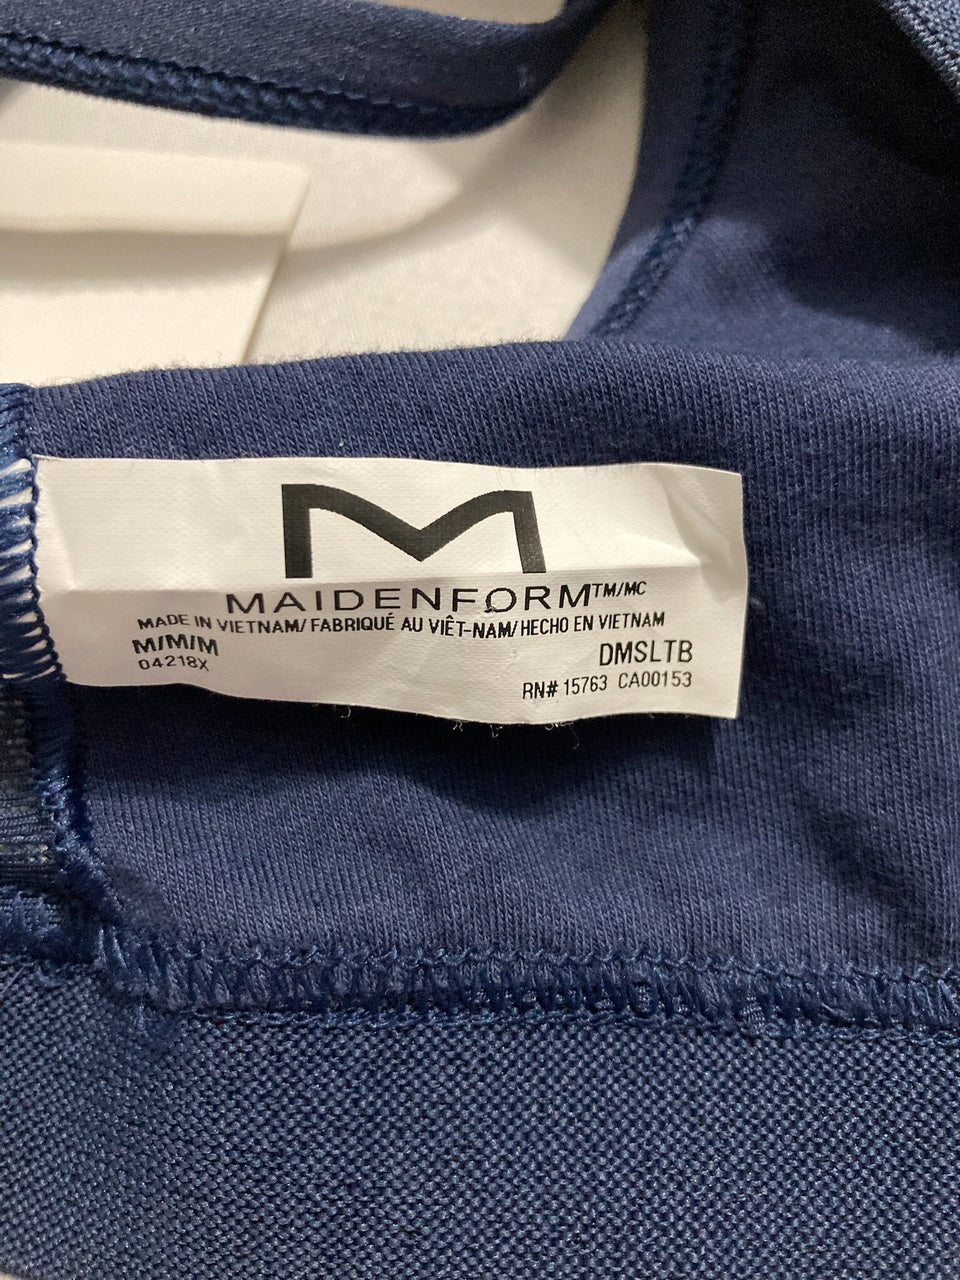 M
MAIDENFORM™/MC
MADE IN VIETNAM/ FABRIQUÉ AU VIÊT-NAM/ HECHO EN VIETNAM
M/M/M
DMSLTB
04218X
RN# 15763 CA00153